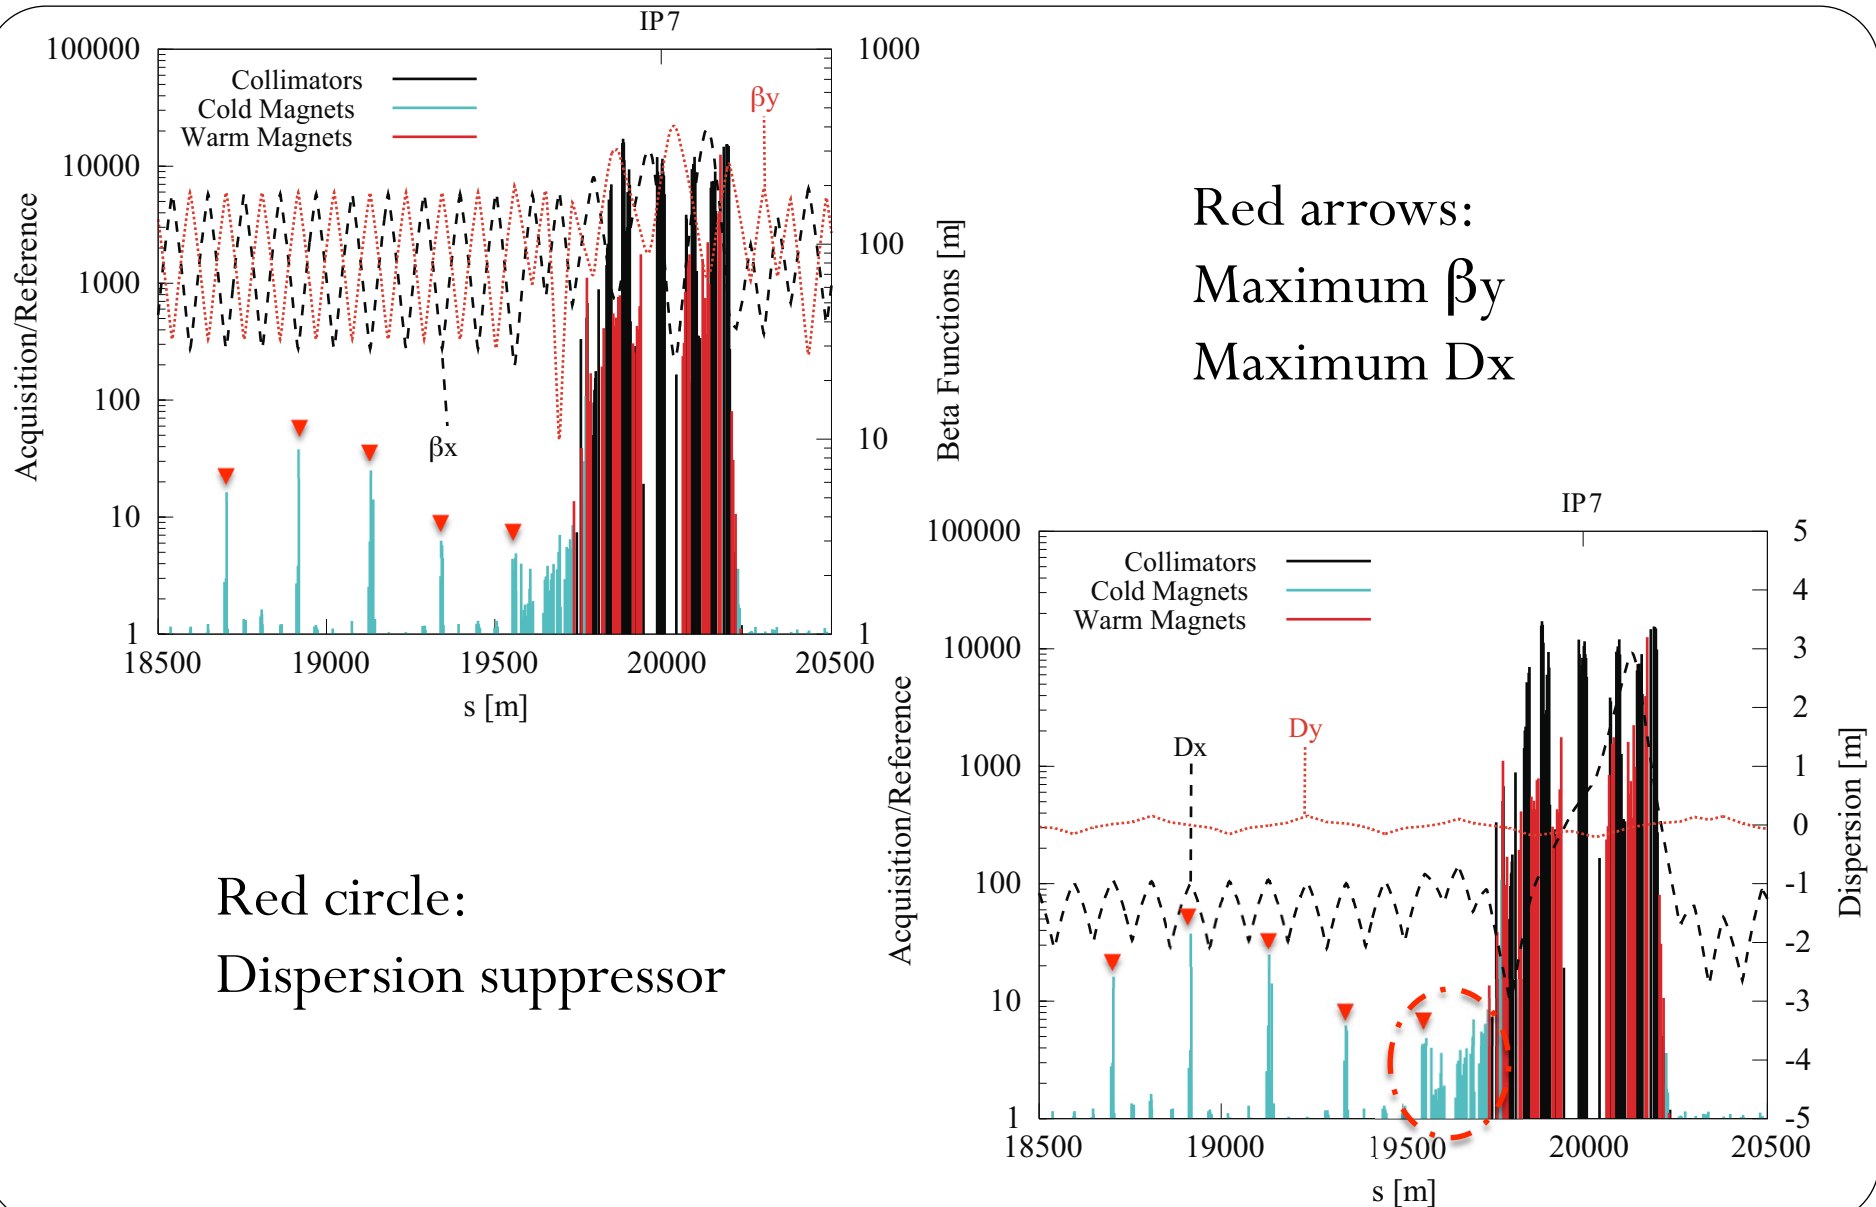 IP7
100000
10000
1000
100
10
1
1000
100
10
1
Collimators
Cold Magnets
Warm Magnets
βy
βx
Acquisition/Reference
Beta Functions [m]
18500 19000 19500 20000 20500
s [m]
Red arrows:
Maximum βy
Maximum Dx
Red circle:
Dispersion suppressor
IP7
100000
10000
1000
100
10
1
5
4
3
2
1
0
-1
-2
-3
-4
-5
Collimators
Cold Magnets
Warm Magnets
Dx
Dy
Acquisition/Reference
Dispersion [m]
18500 19000 19500 20000 20500
s [m]